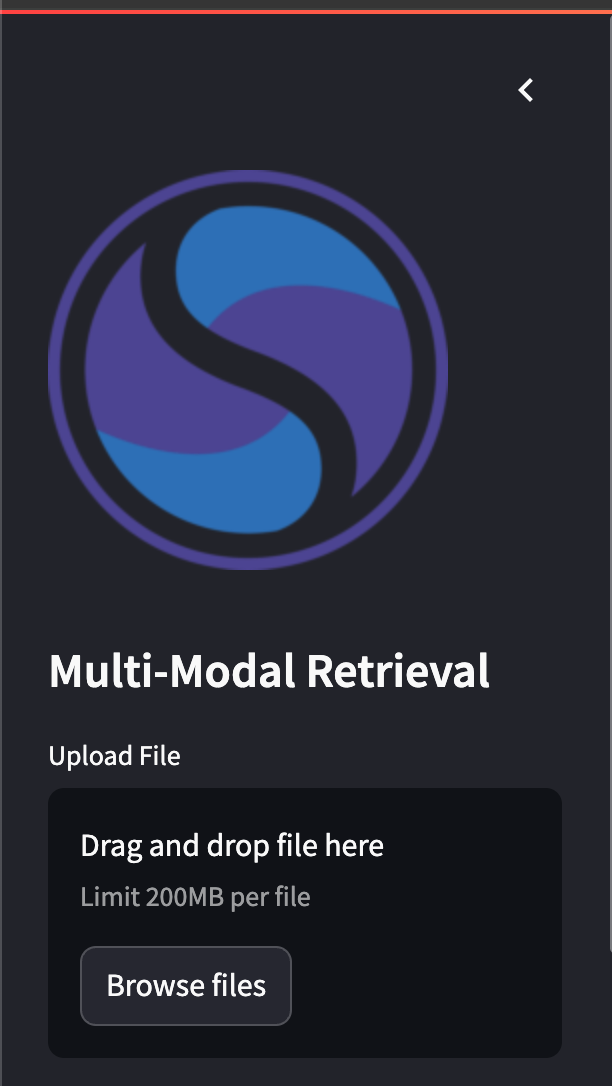 Multi-Modal Retrieval
Upload File
Drag and drop file here
Limit 200MB per file
Browse files